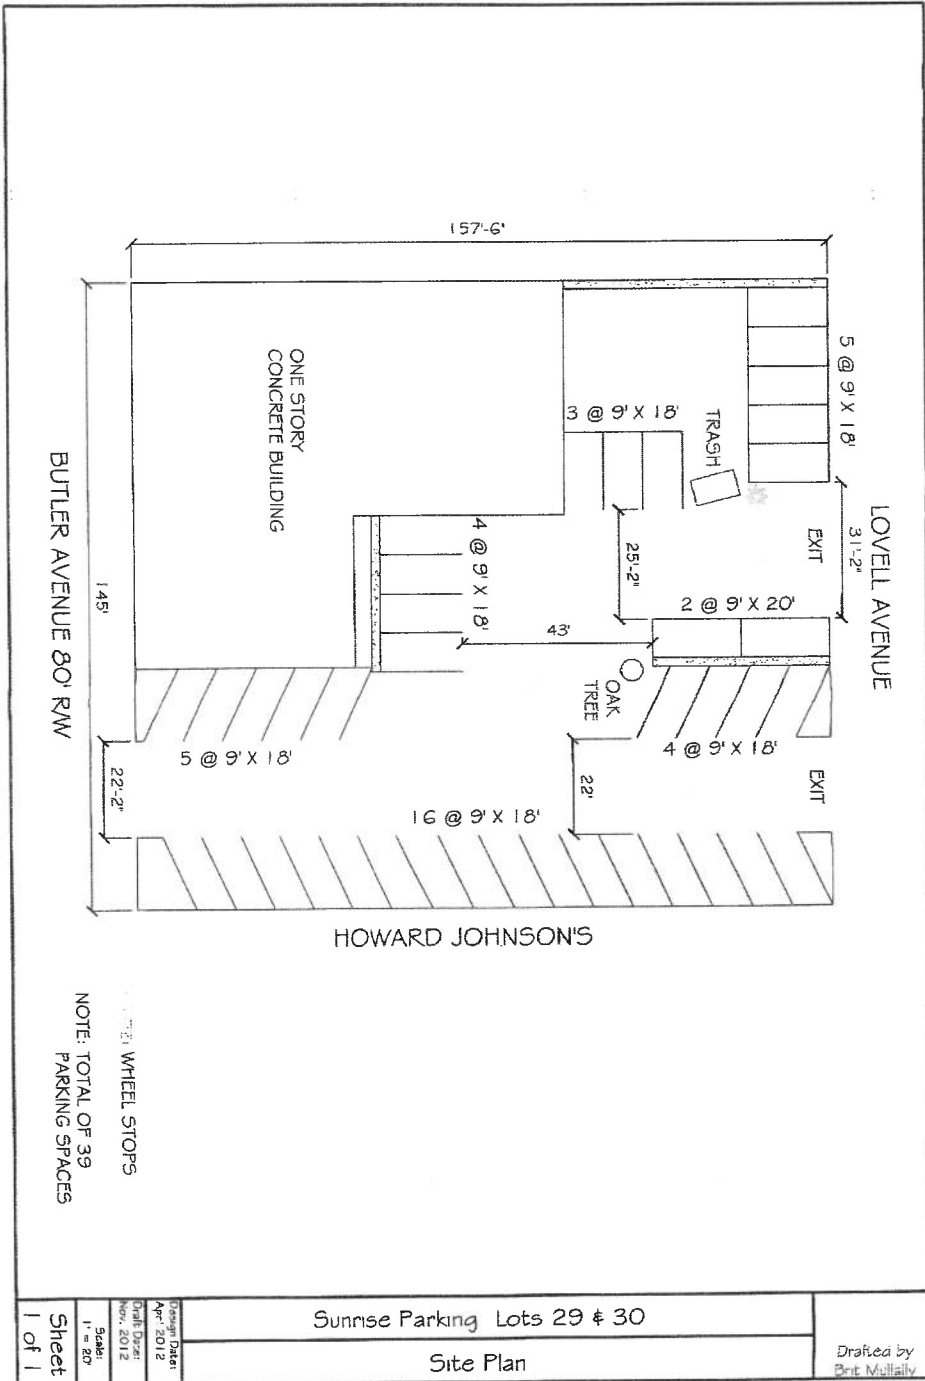 157'-6"
LOVELL AVENUE
5 @ 9' X 18'
31'-2"
EXIT
TRASH
3 @ 9' X 18'
25'-2"
2 @ 9' X 20'
ONE STORY
CONCRETE BUILDING
4 @ 9' X 18'
43'
OAK
TREE
BUTLER AVENUE 80' R/W
145'
5 @ 9' X 18'
4 @ 9' X 18'
22'-2"
22'
EXIT
16 @ 9' X 18'
HOWARD JOHNSON'S
WHEEL STOPS
NOTE: TOTAL OF 39
PARKING SPACES
Sunrise Parking Lots 29 & 30
Site Plan
Drafted by
Brit Mullally
Design Date:
Apr' 2012
Draft Date:
Nov. 2012
Scale:
1" = 20'
Sheet
1 of 1